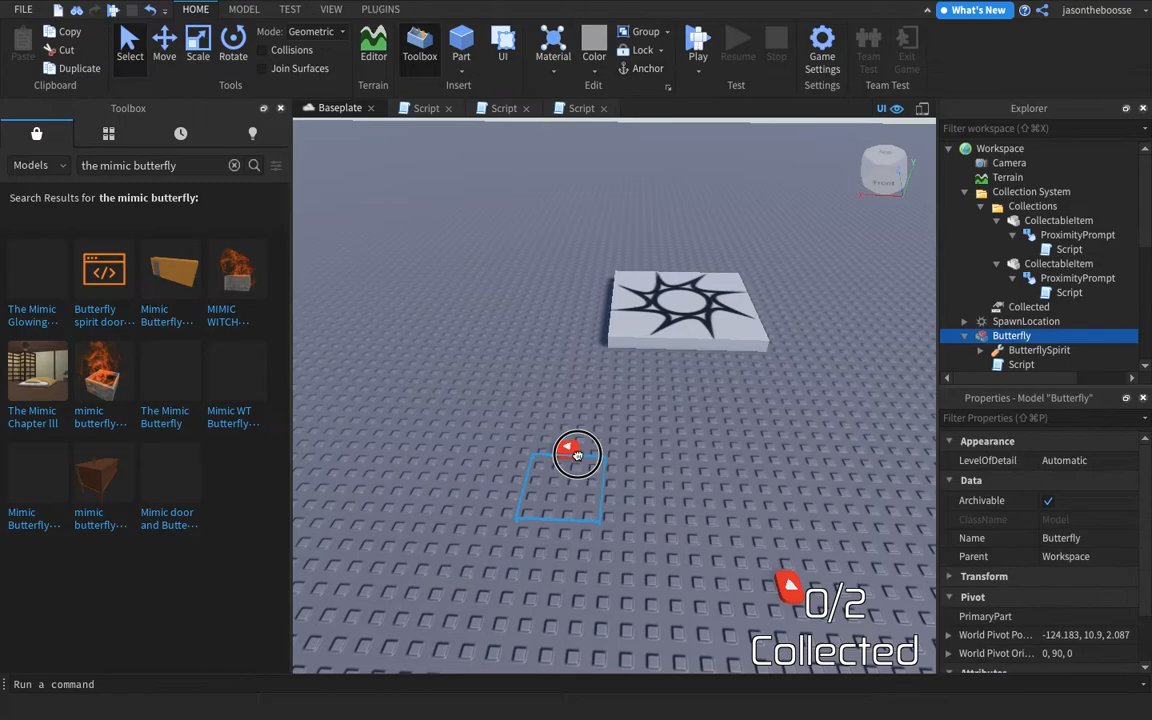 FILE HOME MODEL TEST VIEW PLUGINS What's New jasontheboosse
Copy Mode: Geometric Group
Cut Collisions Lock
Paste Duplicate Select Move Scale Rotate Join Surfaces Editor Toolbox Part UI Material Color Anchor Play Resume Stop Game Settings Team Test Exit Game
Clipboard Tools Terrain Insert Edit Test Settings Team Test
Toolbox Baseplate Script Script Script UI Explorer
Filter workspace (⇧⌘X)
Models the mimic butterfly
Search Results for the mimic butterfly:
The Mimic Glowing...
Butterfly spirit door...
Mimic Butterfly...
MIMIC WITCH...
The Mimic Chapter III
mimic butterfly...
The Mimic Butterfly
Mimic WT Butterfly...
Mimic Butterfly...
mimic butterfly...
Mimic door and Butte...
0/2
Collected
Workspace
Camera
Terrain
Collection System
Collections
CollectableItem
ProximityPrompt
Script
CollectableItem
ProximityPrompt
Script
Collected
SpawnLocated
Butterfly
ButterflySpirit
Script
Properties - Model "Butterfly"
Filter Properties (⇧⌘P)
Appearance
LevelOfDetail Automatic
Data
Archivable
ClassName Model
Name Butterfly
Parent Workspace
Transform
Pivot
PrimaryPart
World Pivot Po... -124.183, 10.9, 2.087
World Pivot Ori... 0, 90, 0
Run a command